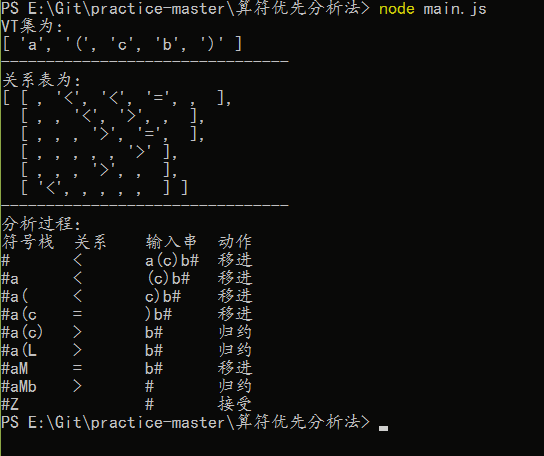 PS E:\Git\practice-master\算符优先分析法> node main.js
VT集为:
[ 'a', '(', 'c', 'b', ')' ]
--------------------------------
关系表为:
[ [ , '<', '<', '=', , ],
  [ , , '<', '>', , ],
  [ , , , '>', '=', ],
  [ , , , , , '>' ],
  [ , , , '>', , ],
  [ '<', , , , , ] ]
--------------------------------
分析过程:
符号栈 关系 输入串 动作
# < a(c)b# 移进
#a < (c)b# 移进
#a( < c)b# 移进
#a(c = )b# 移进
#a(c) > b# 归约
#a(L > b# 归约
#aM = b# 移进
#aMb > # 归约
#Z # 接受
PS E:\Git\practice-master\算符优先分析法>